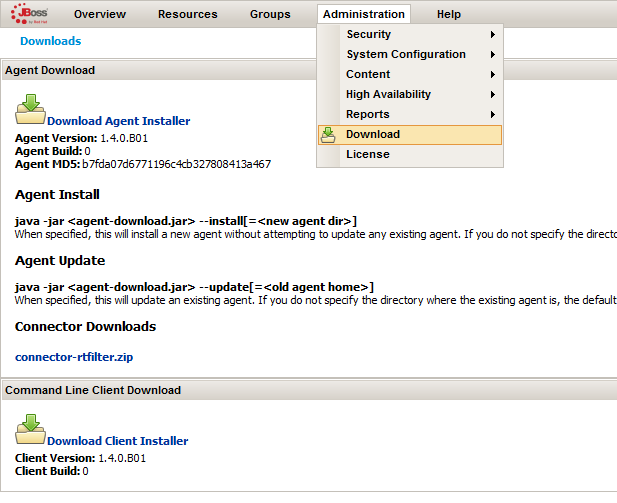 JBoss
by Red Hat
Overview Resources Groups Administration Help
Downloads
Security
System Configuration
Content
High Availability
Reports
Download
License
Agent Download
Download Agent Installer
Agent Version: 1.4.0.B01
Agent Build: 0
Agent MD5: b7fda07d6771196c4cb327808413a467
Agent Install
java -jar <agent-download.jar> --install[=<new agent dir>]
When specified, this will install a new agent without attempting to update any existing agent. If you do not specify the direct
Agent Update
java -jar <agent-download.jar> --update[=<old agent home>]
When specified, this will update an existing agent. If you do not specify the directory where the existing agent is, the default
Connector Downloads
connector-rtfilter.zip
Command Line Client Download
Download Client Installer
Client Version: 1.4.0.B01
Client Build: 0